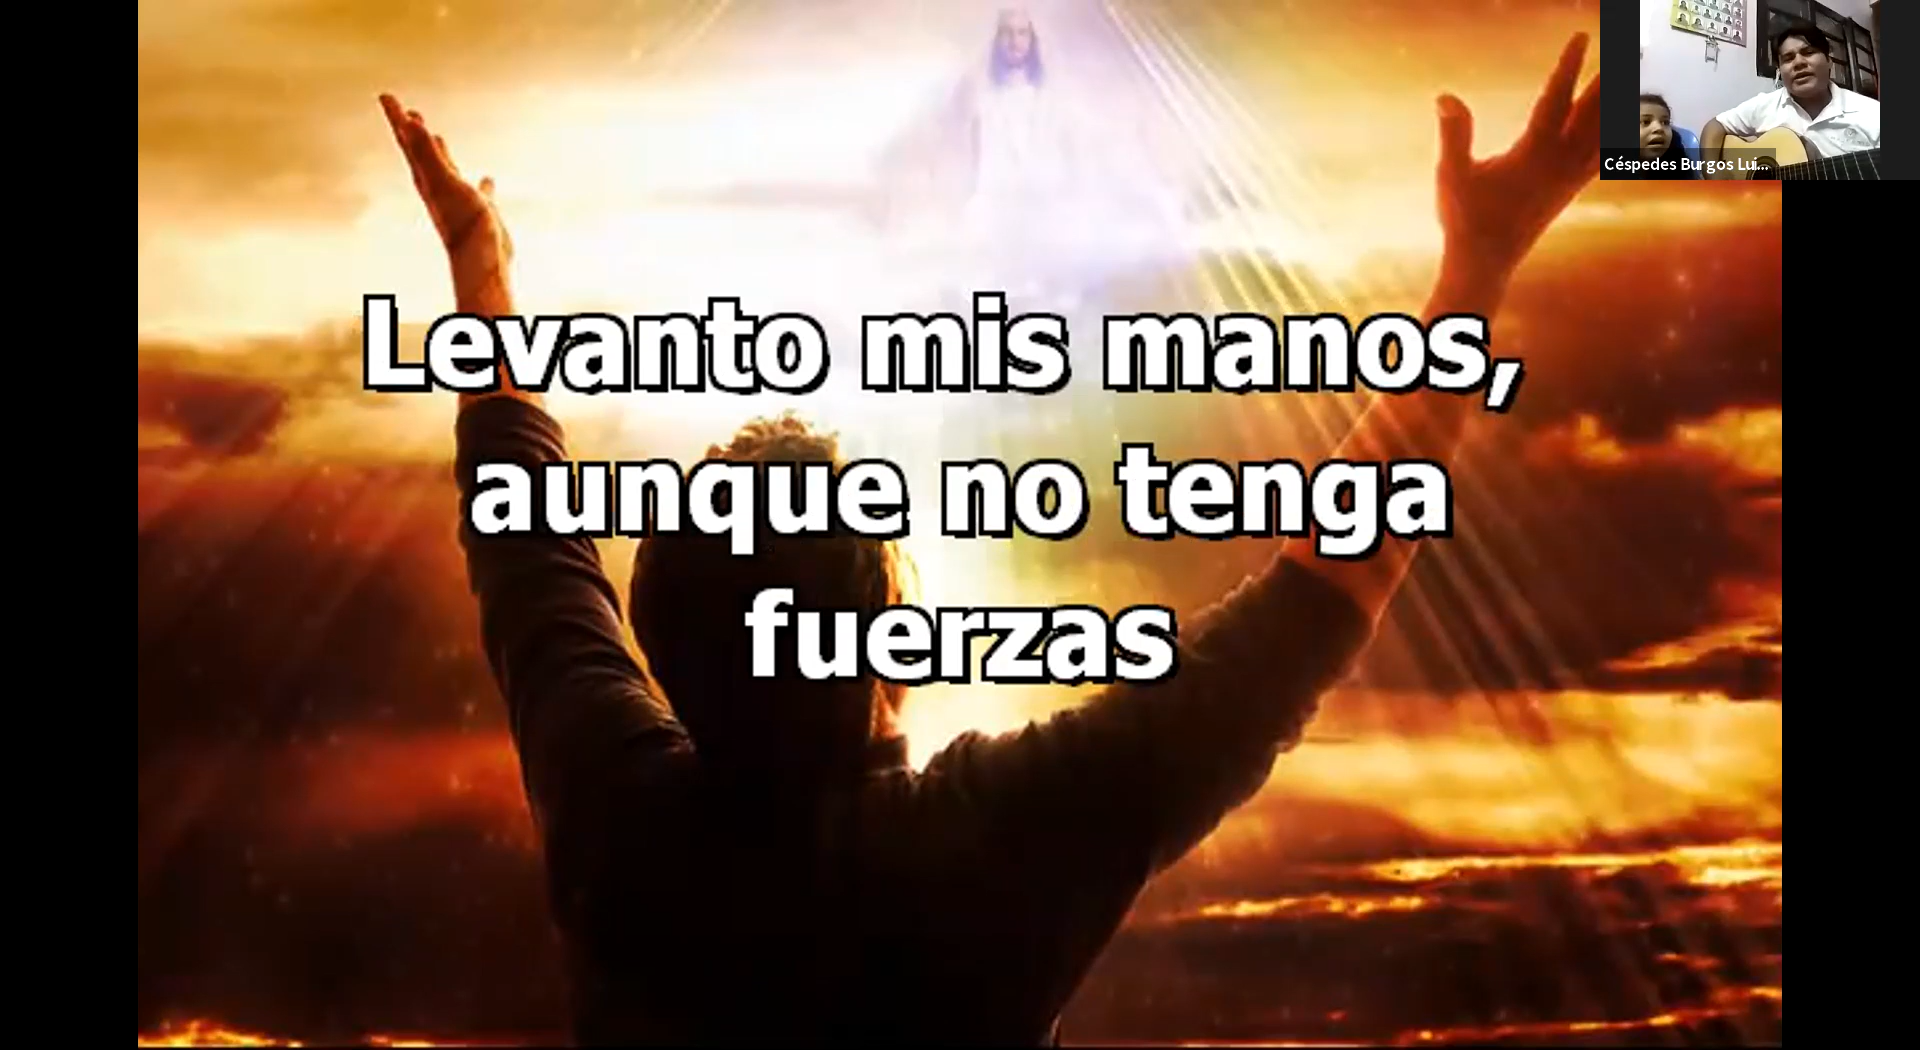 Levanto mis manos,
aunque no tenga
fuerzas
Céspedes Burgos Lui...